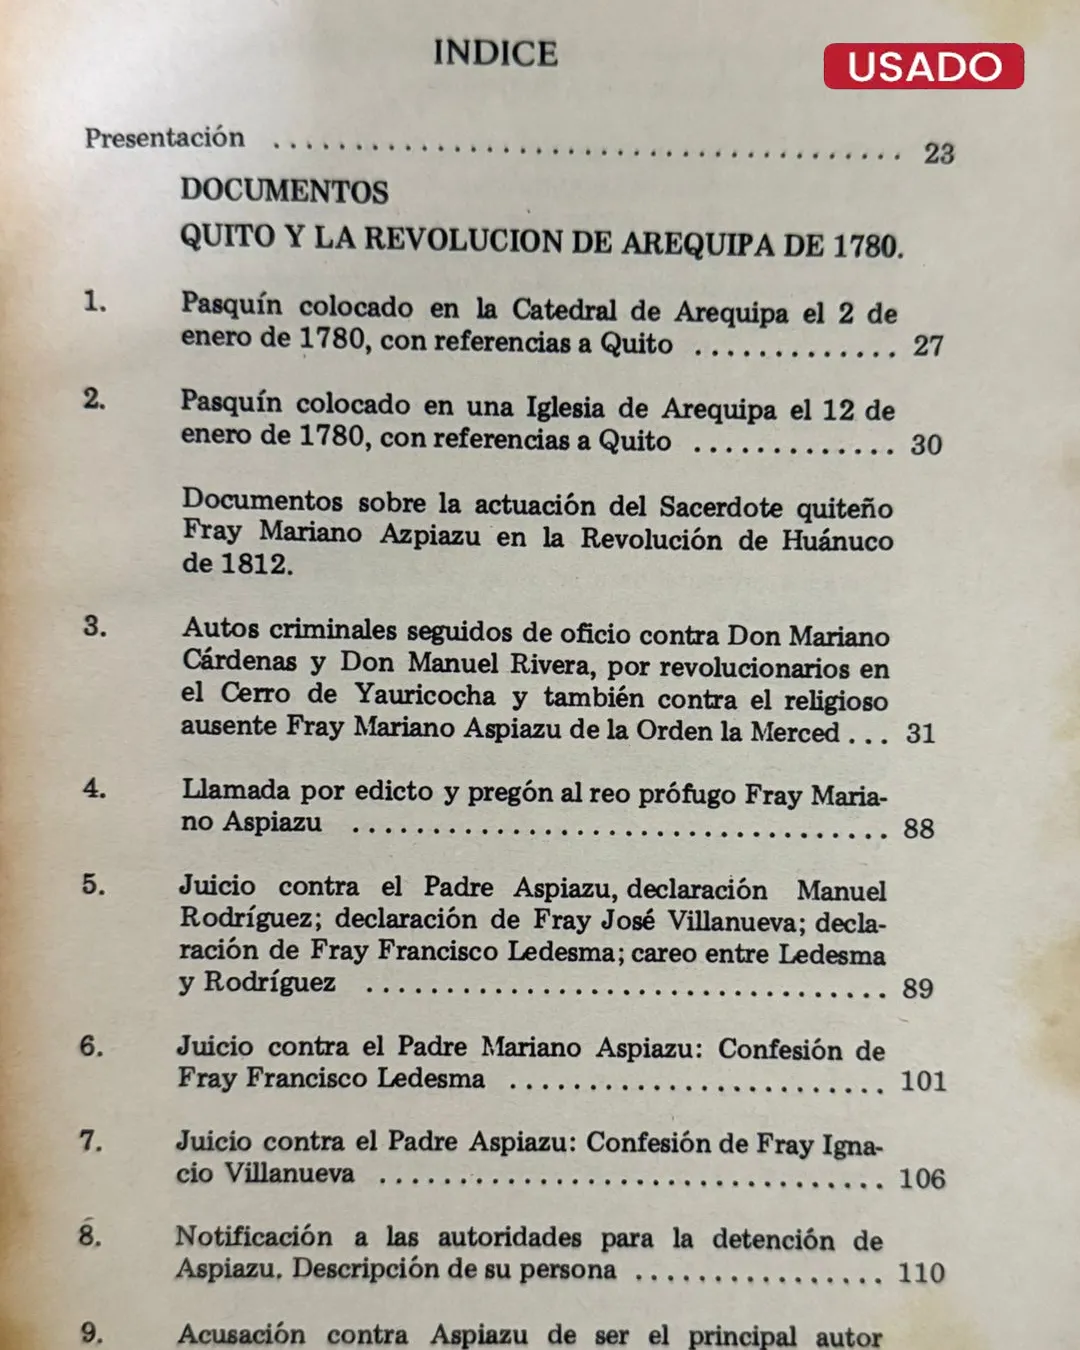 INDICE
USADO
Presentación ........................................ 23
DOCUMENTOS
QUITO Y LA REVOLUCION DE AREQUIPA DE 1780.
1. Pasquín colocado en la Catedral de Arequipa el 2 de
enero de 1780, con referencias a Quito ............. 27
2. Pasquín colocado en una Iglesia de Arequipa el 12 de
enero de 1780, con referencias a Quito ............. 30
Documentos sobre la actuación del Sacerdote quiteño
Fray Mariano Azpiazu en la Revolución de Huánuco
de 1812.
3. Autos criminales seguidos de oficio contra Don Mariano
Cárdenas y Don Manuel Rivera, por revolucionarios en
el Cerro de Yauricocha y también contra el religioso
ausente Fray Mariano Aspiazu de la Orden la Merced ... 31
4. Llamada por edicto y pregón al reo prófugo Fray Maria-
no Aspiazu .................................. 88
5. Juicio contra el Padre Aspiazu, declaración Manuel
Rodríguez; declaración de Fray José Villanueva; decla-
ración de Fray Francisco Ledesma; careo entre Ledesma
y Rodríguez ................................. 89
6. Juicio contra el Padre Mariano Aspiazu: Confesión de
Fray Francisco Ledesma ........................ 101
7. Juicio contra el Padre Aspiazu: Confesión de Fray Igna-
cio Villanueva ................................ 106
8. Notificación a las autoridades para la detención de
Aspiazu. Descripción de su persona ................ 110
9. Acusación contra Aspiazu de ser el principal autor